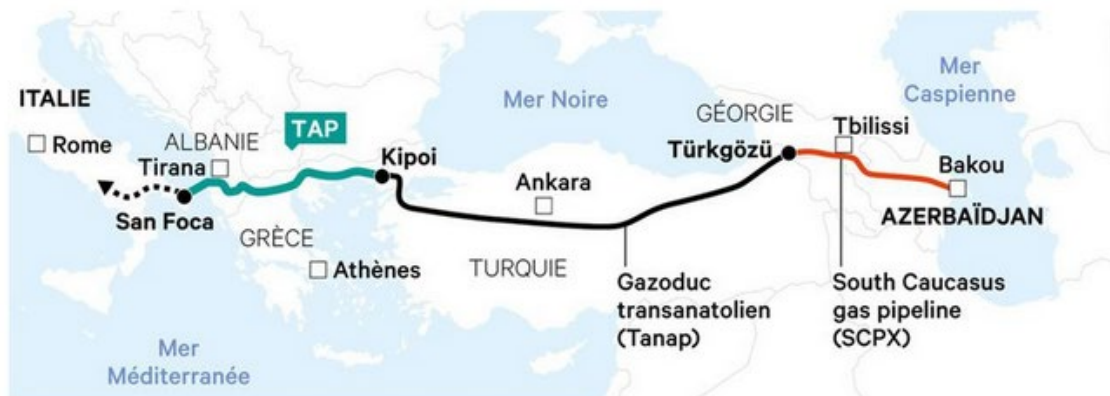 Mer
Caspienne
ITALIE
Mer Noire
GÉORGIE
TAP
Tbilissi
Rome
ALBANIE
Tirana
Kipoi
Türkgözü
Bakou
Ankara
San Foca
AZERBAÏDJAN
GRÈCE
Athènes
TURQUIE
Gazoduc
transanatolien
(Tanap)
South Caucasus
gas pipeline
(SCPX)
Mer
Méditerranée